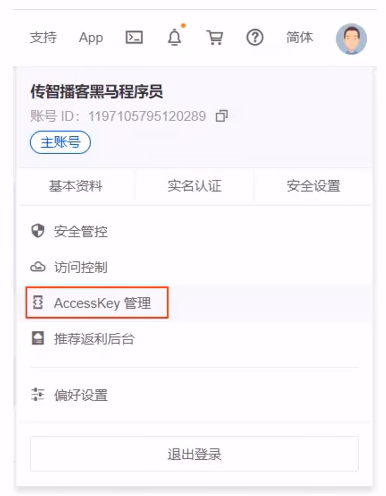 支持 App 简体
传智播客黑马程序员
账号 ID: 1197105795120289
主账号
基本资料 实名认证 安全设置
安全管控
访问控制
AccessKey 管理
推荐返利后台
偏好设置
退出登录